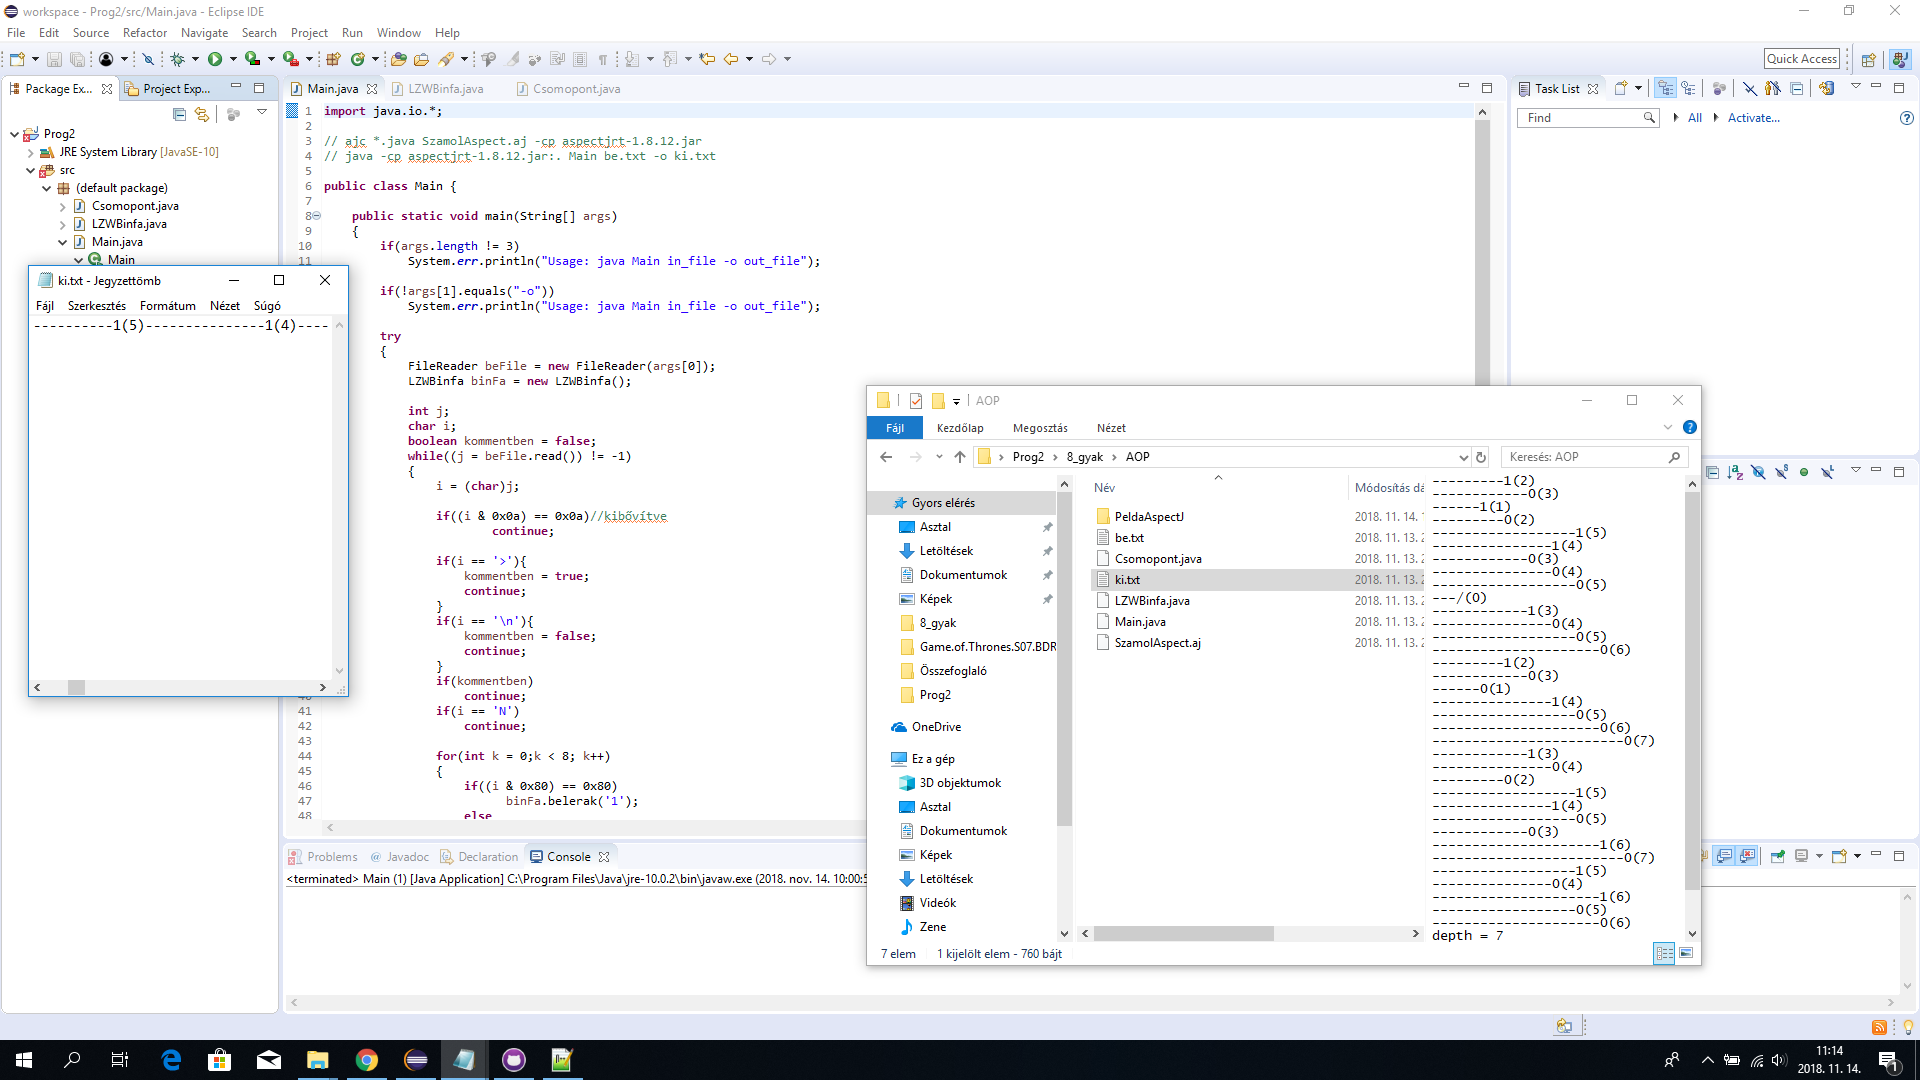 workspace - Prog2/src/Main.java - Eclipse IDE
File Edit Source Refactor Navigate Search Project Run Window Help
Quick Access
Package Ex...
Project Exp...
Prog2
JRE System Library [JavaSE-10]
src
(default package)
Csomopont.java
LZWBinfa.java
Main.java
Main
Main.java
LZWBinfa.java
Csomopont.java
1 import java.io.*;
2
3 // ajc *.java SzamolAspect.aj -cp aspectjrt-1.8.12.jar
4 // java -cp aspectjrt-1.8.12.jar:. Main be.txt -o ki.txt
5
6 public class Main {
7
8 public static void main(String[] args)
9 {
10 if(args.length != 3)
11 System.err.println("Usage: java Main in_file -o out_file");
if(!args[1].equals("-o"))
System.err.println("Usage: java Main in_file -o out_file");
try
{
FileReader beFile = new FileReader(args[0]);
LZWBinfa binFa = new LZWBinfa();
int j;
char i;
boolean kommentben = false;
while((j = beFile.read()) != -1)
{
i = (char)j;
if((i & 0x0a) == 0x0a)//kibővítve
continue;
if(i == '>'){
kommentben = true;
continue;
}
if(i == '\n'){
kommentben = false;
continue;
}
if(kommentben)
continue;
41 if(i == 'N')
42 continue;
43
44 for(int k = 0;k < 8; k++)
45 {
46 if((i & 0x80) == 0x80)
47 binFa.belerak('1');
48 else
ki.txt - Jegyzettömb
Fájl Szerkesztés Formátum Nézet Súgó
----------1(5)---------------1(4)----
Task List
Find
All
Activate...
AOP
Fájl Kezdőlap Megosztás Nézet
Prog2 8_gyak AOP
Keresés: AOP
Gyors elérés
Asztal
Letöltések
Dokumentumok
Képek
8_gyak
Game.of.Thrones.S07.BDR
Összefoglaló
Prog2
OneDrive
Ez a gép
3D objektumok
Asztal
Dokumentumok
Képek
Letöltések
Videók
Zene
Név
Módosítás dá
PeldaAspectJ 2018. 11. 14. 1
be.txt 2018. 11. 13. 2
Csomopont.java 2018. 11. 13. 2
ki.txt 2018. 11. 13. 2
LZWBinfa.java 2018. 11. 13. 2
Main.java 2018. 11. 13. 2
SzamolAspect.aj 2018. 11. 13. 2
---------1(2)
------------0(3)
------1(1)
---------0(2)
------------------1(5)
---------------1(4)
------------0(3)
---------------0(4)
------------------0(5)
---/(0)
------------1(3)
---------------0(4)
------------------0(5)
---------------------0(6)
---------1(2)
------------0(3)
------0(1)
---------------1(4)
------------------0(5)
---------------------0(6)
------------------------0(7)
------------1(3)
---------------0(4)
---------0(2)
------------------1(5)
---------------1(4)
------------------0(5)
------------0(3)
---------------------1(6)
------------------------0(7)
------------------1(5)
---------------0(4)
---------------------1(6)
------------------0(5)
---------------------0(6)
depth = 7
7 elem 1 kijelölt elem - 760 bájt
Problems
Javadoc
Declaration
Console
<terminated> Main (1) [Java Application] C:\Program Files\Java\jre-10.0.2\bin\javaw.exe (2018. nov. 14. 10:00:5
11:14
2018. 11. 14.
1